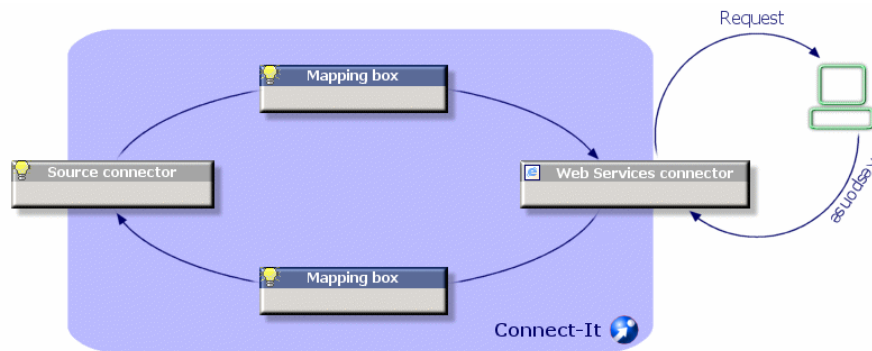 Request
Mapping box
Source connector
Web Services connector
Response
Mapping box
Connect-It